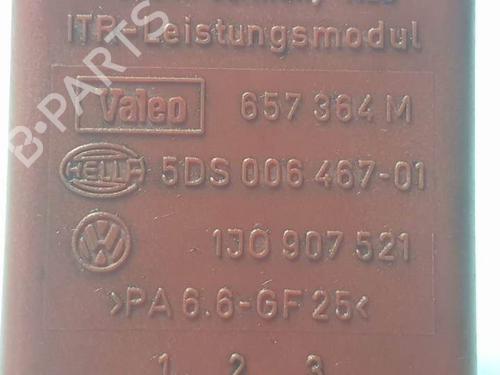 ITR-Leistungsmodul
Valeo 657 364 M
HELLA 5DS 006 467-01
VW 1J0 907 521
>PA 6.6-GF 25<
1 2 3
B-PARTS